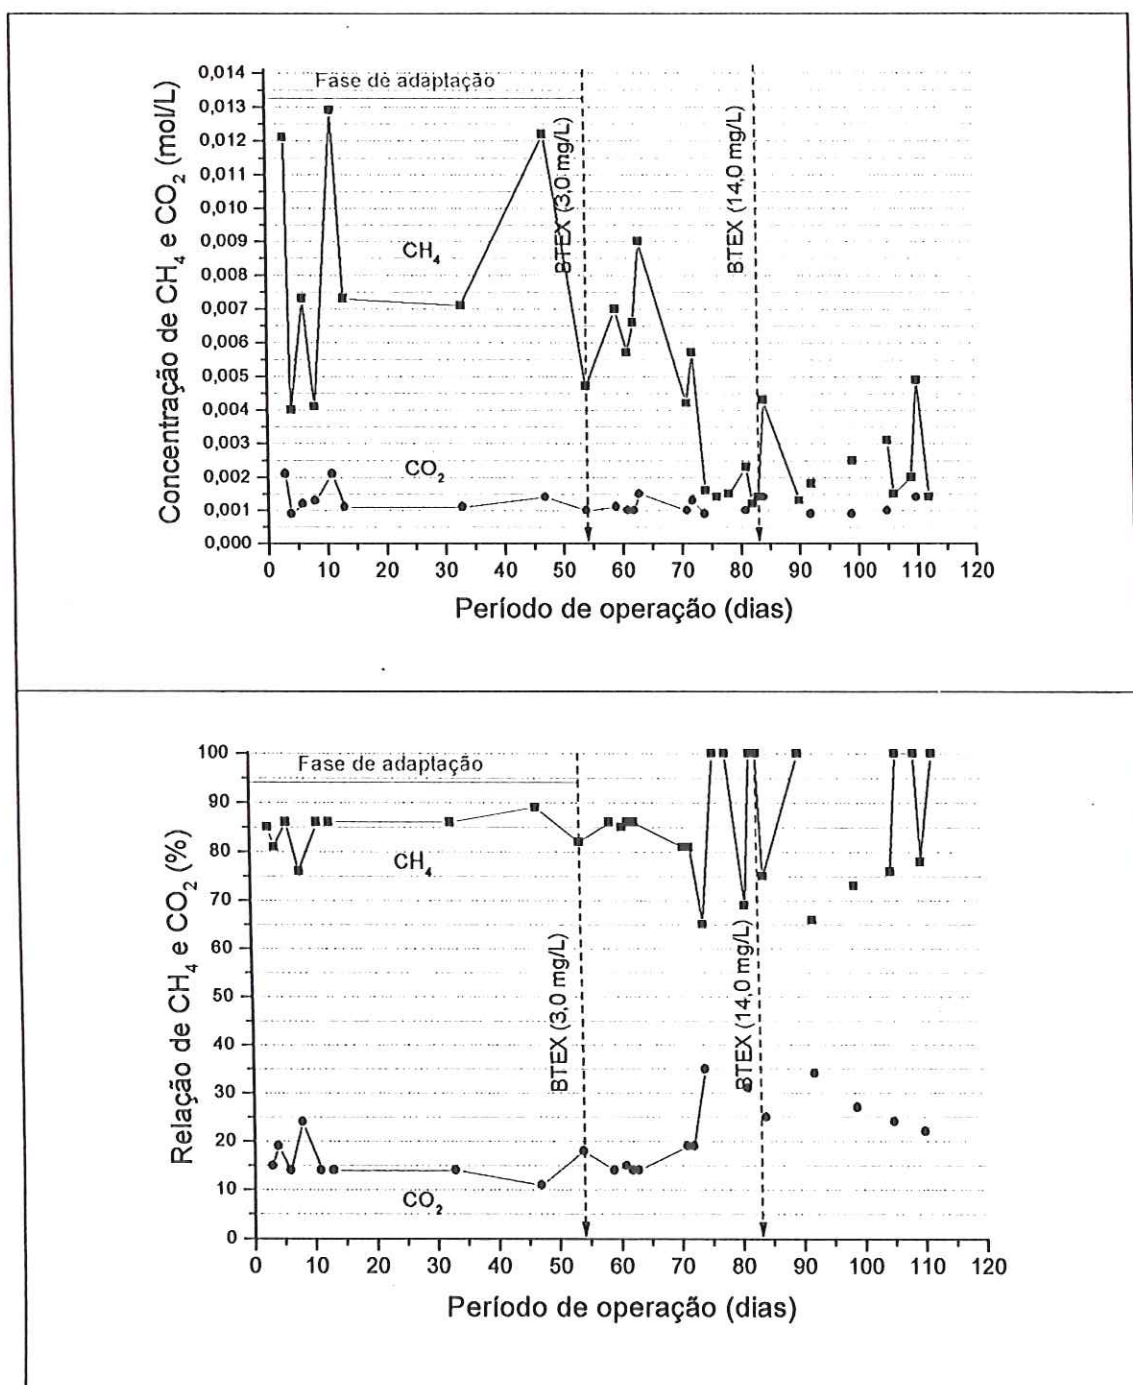 Concentração de CH4 e CO2 (mol/L)
0,014
0,013
0,012
0,011
0,010
0,009
0,008
0,007
0,006
0,005
0,004
0,003
0,002
0,001
0,000
Fase de adaptação
BTEX (3,0 mg/L)
BTEX (14,0 mg/L)
CH4
CO2
0 10 20 30 40 50 60 70 80 90 100 110 120
Período de operação (dias)
Relação de CH4 e CO2 (%)
100
90
80
70
60
50
40
30
20
10
0
Fase de adaptação
CH4
BTEX (3,0 mg/L)
BTEX (14,0 mg/L)
CO2
0 10 20 30 40 50 60 70 80 90 100 110 120
Período de operação (dias)